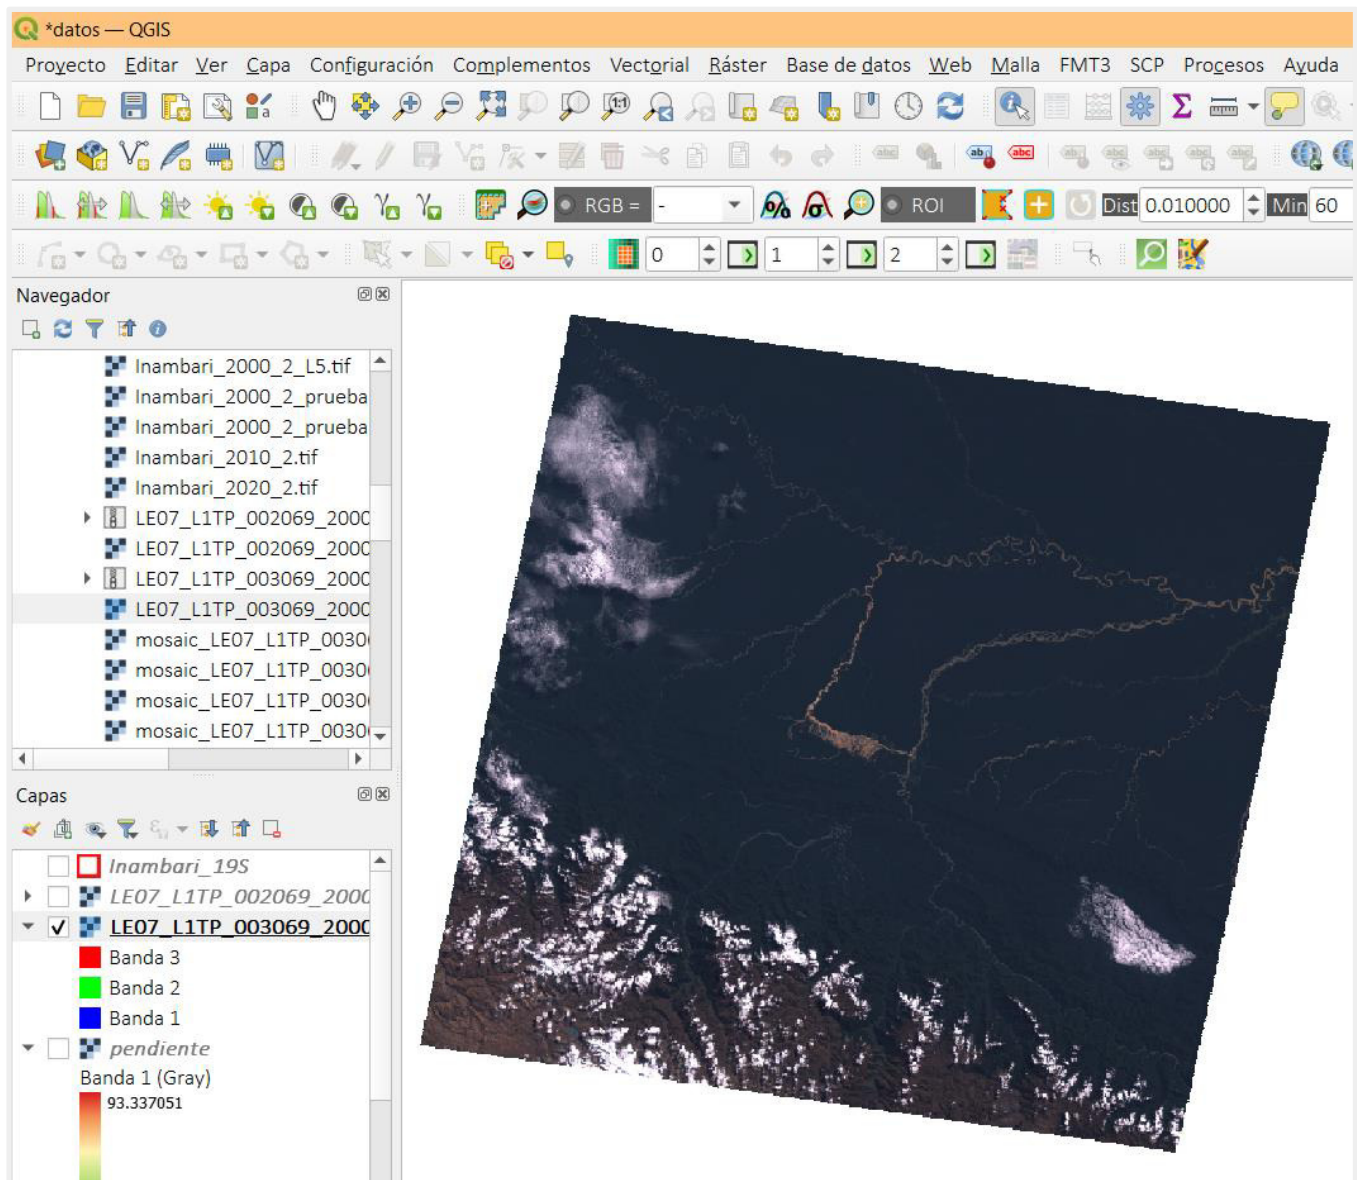 *datos — QGIS
Proyecto Editar Ver Capa Configuración Complementos Vectorial Ráster Base de datos Web Malla FMT3 SCP Procesos Ayuda
RGB = - ROI Dist 0.010000 Min 60
0 1 2
Navegador
Inambari_2000_2_L5.tif
Inambari_2000_2_prueba
Inambari_2000_2_prueba
Inambari_2010_2.tif
Inambari_2020_2.tif
LE07_L1TP_002069_2000
LE07_L1TP_002069_2000
LE07_L1TP_003069_2000
LE07_L1TP_003069_2000
mosaic_LE07_L1TP_0030
mosaic_LE07_L1TP_0030
mosaic_LE07_L1TP_0030
mosaic_LE07_L1TP_0030
Capas
Inambari_19S
LE07_L1TP_002069_2000
LE07_L1TP_003069_2000
Banda 3
Banda 2
Banda 1
pendiente
Banda 1 (Gray)
93.337051